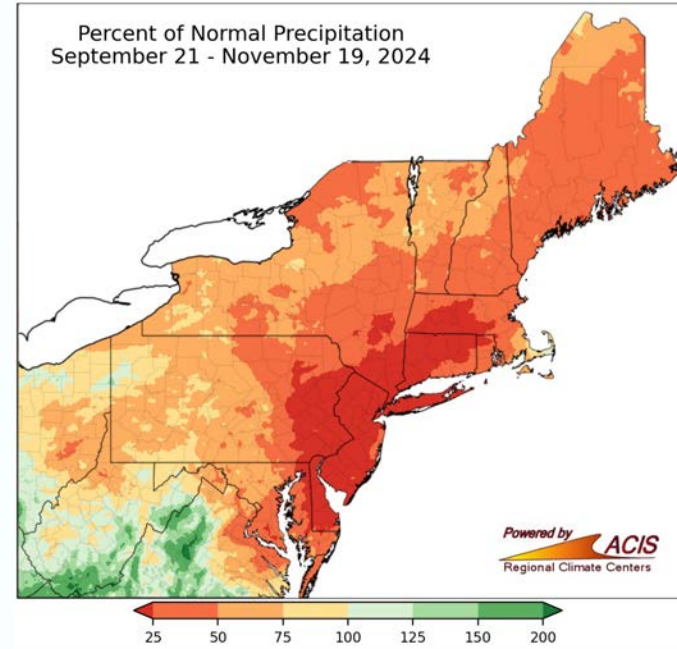 Percent of Normal Precipitation
September 21 - November 19, 2024
Powered by
ACIS
Regional Climate Centers
25 50 75 100 125 150 200